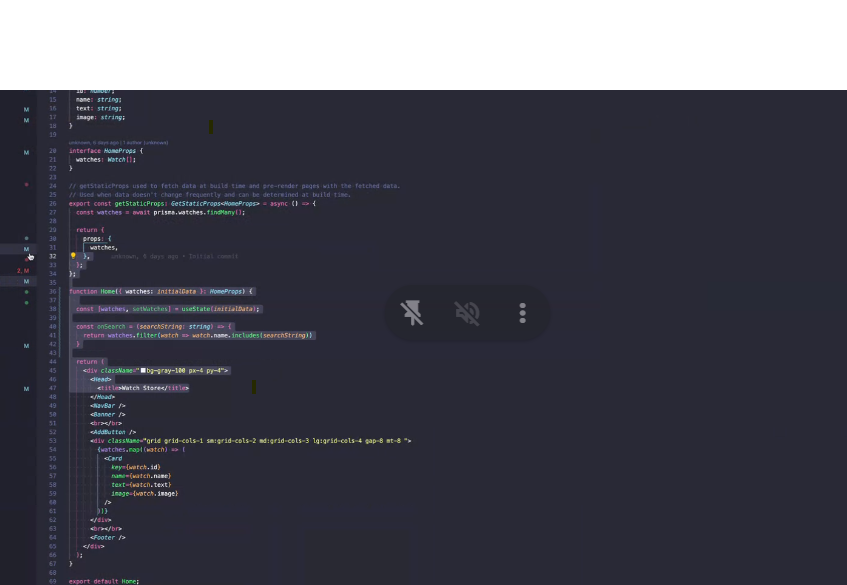 M
M
M
M
2, M
M
M
M
14 id: Number;
15 name: string;
16 text: string;
17 image: string;
18 }
19
unknown, 6 days ago | 1 author (unknown)
20 interface HomeProps {
21 watches: Watch[];
22 }
23
24 // getStaticProps used to fetch data at build time and pre-render pages with the fetched data.
25 // Used when data doesn't change frequently and can be determined at build time.
26 export const getStaticProps: GetStaticProps<HomeProps> = async () => {
27 const watches = await prisma.watches.findMany();
28
29 return {
30 props: {
31 watches,
32 }, unknown, 6 days ago • Initial commit
33 };
34 };
35
36 function Home({ watches: initialData }: HomeProps) {
37
38 const [watches, setWatches] = useState(initialData);
39
40 const onSearch = (searchString: string) => {
41 return watches.filter(watch => watch.name.includes(searchString))
42 }
43
44 return (
45 <div className="bg-gray-100 px-4 py-4">
46 <Head>
47 <title>Watch Store</title>
48 </Head>
49 <NavBar />
50 <Banner />
51 <br></br>
52 <AddButton />
53 <div className="grid grid-cols-1 sm:grid-cols-2 md:grid-cols-3 lg:grid-cols-4 gap-8 mt-8 ">
54 {watches.map((watch) => (
55 <Card
56 key={watch.id}
57 name={watch.name}
58 text={watch.text}
59 image={watch.image}
60 />
61 ))}
62 </div>
63 <br></br>
64 <Footer />
65 </div>
66 );
67 }
68
69 export default Home;